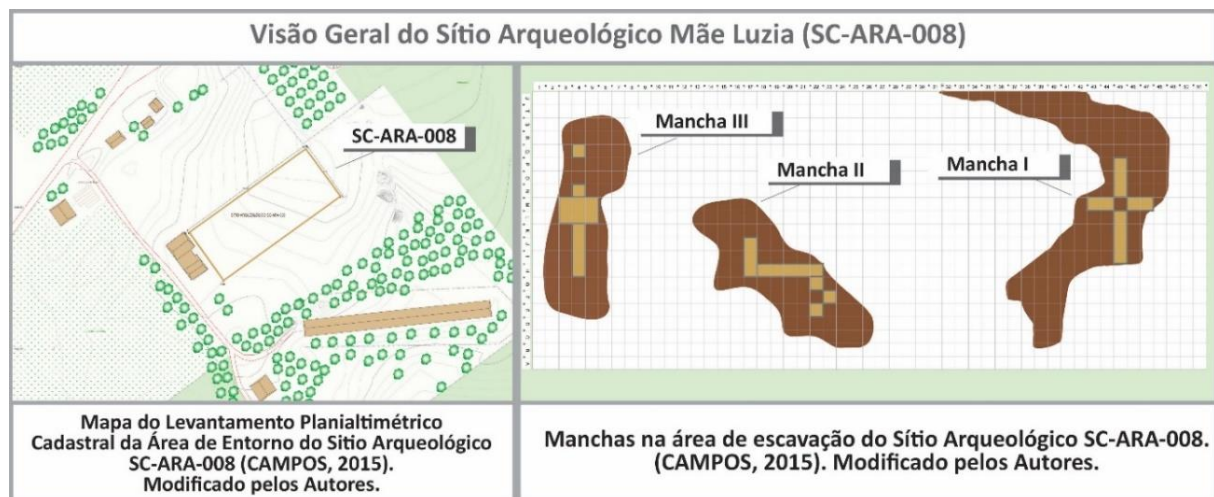 Visão Geral do Sítio Arqueológico Mãe Luzia (SC-ARA-008)
SC-ARA-008
Mancha III
Mancha II
Mancha I
Mapa do Levantamento Planialtimétrico
Cadastral da Área de Entorno do Sitio Arqueológico
SC-ARA-008 (CAMPOS, 2015).
Modificado pelos Autores.
Manchas na área de escavação do Sítio Arqueológico SC-ARA-008.
(CAMPOS, 2015). Modificado pelos Autores.